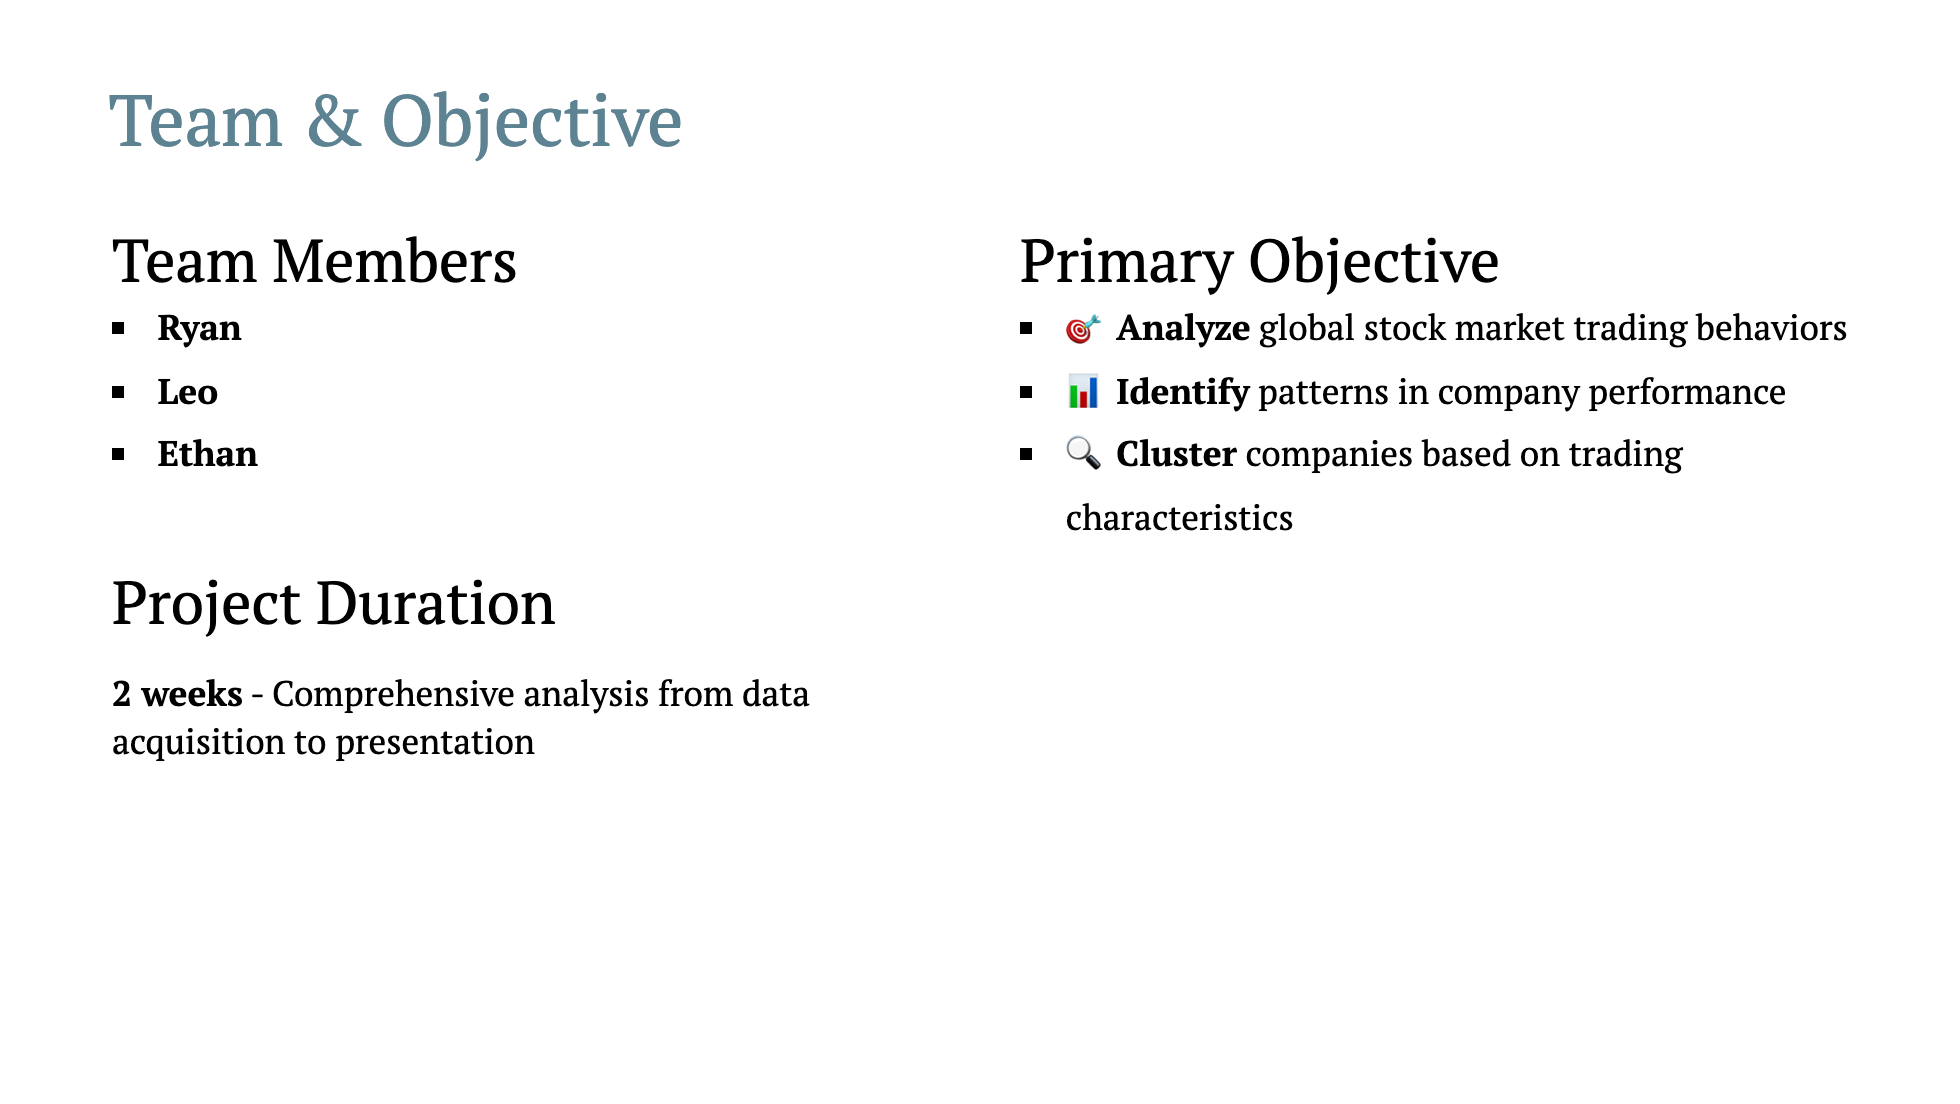 Team & Objective
Team Members
▪ Ryan
▪ Leo
▪ Ethan
Project Duration
2 weeks - Comprehensive analysis from data
acquisition to presentation
Primary Objective
▪ 🎯 Analyze global stock market trading behaviors
▪ 📊 Identify patterns in company performance
▪ 🔍 Cluster companies based on trading
characteristics